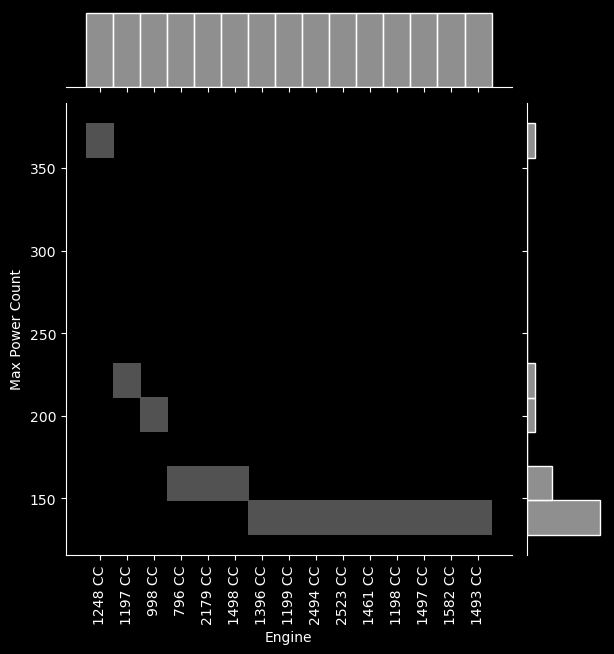 350
300
250
200
150
Max Power Count
1248 CC
1197 CC
998 CC
796 CC
2179 CC
1498 CC
1396 CC
1199 CC
2494 CC
2523 CC
1461 CC
1198 CC
1497 CC
1582 CC
1493 CC
Engine